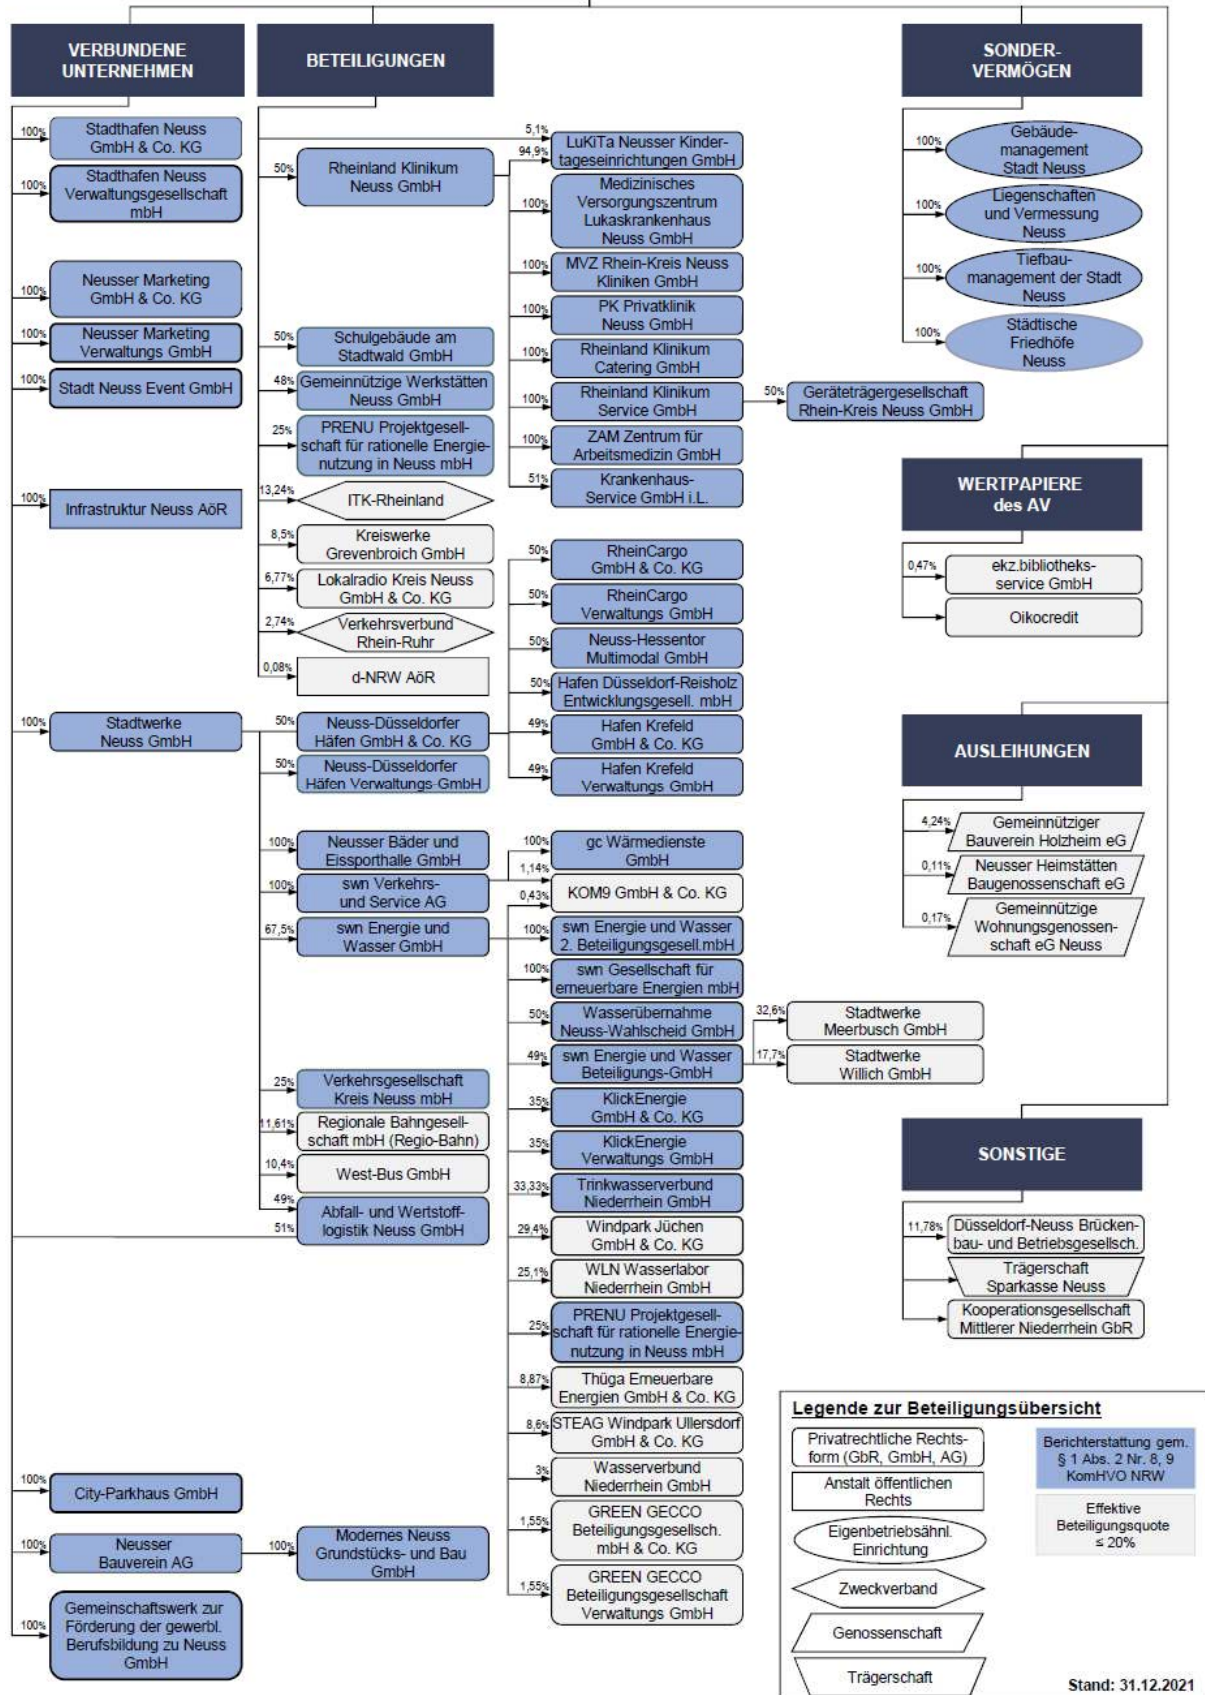 VERBUNDENE
UNTERNEHMEN
100%
Stadthafen Neuss
GmbH & Co. KG
100%
Stadthafen Neuss
Verwaltungsgesellschaft
mbH
100%
Neusser Marketing
GmbH & Co. KG
100%
Neusser Marketing
Verwaltungs GmbH
100%
Stadt Neuss Event GmbH
100%
Infrastruktur Neuss AöR
100%
Stadtwerke
Neuss GmbH
100%
City-Parkhaus GmbH
100%
Neusser
Bauverein AG
100%
Gemeinschaftswerk zur
Förderung der gewerbl.
Berufsbildung zu Neuss
GmbH
BETEILIGUNGEN
50%
Rheinland Klinikum
Neuss GmbH
50%
Schulgebäude am
Stadtwald GmbH
48%
Gemeinnützige Werkstätten
Neuss GmbH
25%
PRENU Projektgesell-
schaft für rationelle Energie-
nutzung in Neuss mbH
13,24%
ITK-Rheinland
8,5%
Kreiswerke
Grevenbroich GmbH
6,77%
Lokalradio Kreis Neuss
GmbH & Co. KG
2,74%
Verkehrsverbund
Rhein-Ruhr
0,08%
d-NRW AöR
50%
Neuss-Düsseldorfer
Häfen GmbH & Co. KG
50%
Neuss-Düsseldorfer
Häfen Verwaltungs-GmbH
100%
Neusser Bäder und
Eissporthalle GmbH
100%
swn Verkehrs-
und Service AG
67,5%
swn Energie und
Wasser GmbH
25%
Verkehrsgesellschaft
Kreis Neuss mbH
11,61%
Regionale Bahngesell-
schaft mbH (Regio-Bahn)
10,4%
West-Bus GmbH
49%
51%
Abfall- und Wertstoff-
logistik Neuss GmbH
100%
Modernes Neuss
Grundstücks- und Bau
GmbH
5,1%
94,9%
LuKiTa Neusser Kinder-
tageseinrichtungen GmbH
100%
Medizinisches
Versorgungszentrum
Lukaskrankenhaus
Neuss GmbH
100%
MVZ Rhein-Kreis Neuss
Kliniken GmbH
100%
PK Privatklinik
Neuss GmbH
100%
Rheinland Klinikum
Catering GmbH
100%
Rheinland Klinikum
Service GmbH
50%
Geräteträgergesellschaft
Rhein-Kreis Neuss GmbH
100%
ZAM Zentrum für
Arbeitsmedizin GmbH
51%
Krankenhaus-
Service GmbH i.L.
50%
RheinCargo
GmbH & Co. KG
50%
RheinCargo
Verwaltungs GmbH
50%
Neuss-Hessentor
Multimodal GmbH
50%
Hafen Düsseldorf-Reisholz
Entwicklungsgesell. mbH
49%
Hafen Krefeld
GmbH & Co. KG
49%
Hafen Krefeld
Verwaltungs GmbH
100%
gc Wärmedienste
GmbH
1,14%
0,43%
KOM9 GmbH & Co. KG
100%
swn Energie und Wasser
2. Beteiligungsgesell.mbH
100%
swn Gesellschaft für
erneuerbare Energien mbH
50%
Wasserübernahme
Neuss-Wahlscheid GmbH
49%
swn Energie und Wasser
Beteiligungs-GmbH
32,6%
Stadtwerke
Meerbusch GmbH
17,7%
Stadtwerke
Willich GmbH
35%
KlickEnergie
GmbH & Co. KG
35%
KlickEnergie
Verwaltungs GmbH
33,33%
Trinkwasserverbund
Niederrhein GmbH
29,4%
Windpark Jüchen
GmbH & Co. KG
25,1%
WLN Wasserlabor
Niederrhein GmbH
25%
PRENU Projektgesell-
schaft für rationelle Energie-
nutzung in Neuss mbH
8,87%
Thüga Erneuerbare
Energien GmbH & Co. KG
8,6%
STEAG Windpark Ullersdorf
GmbH & Co. KG
3%
Wasserverbund
Niederrhein GmbH
1,55%
GREEN GECCO
Beteiligungsgesellsch.
mbH & Co. KG
1,55%
GREEN GECCO
Beteiligungsgesellschaft
Verwaltungs GmbH
SONDER-
VERMÖGEN
100%
Gebäude-
management
Stadt Neuss
100%
Liegenschaften
und Vermessung
Neuss
100%
Tiefbau-
management der Stadt
Neuss
100%
Städtische
Friedhöfe
Neuss
WERTPAPIERE
des AV
0,47%
ekz.bibliotheks-
service GmbH
Oikocredit
AUSLEIHUNGEN
4,24%
Gemeinnütziger
Bauverein Holzheim eG
0,11%
Neusser Heimstätten
Baugenossenschaft eG
0,17%
Gemeinnützige
Wohnungsgenossen-
schaft eG Neuss
SONSTIGE
11,78%
Düsseldorf-Neuss Brücken-
bau- und Betriebsgesellsch.
Trägerschaft
Sparkasse Neuss
Kooperationsgesellschaft
Mittlerer Niederrhein GbR
Legende zur Beteiligungsübersicht
Privatrechtliche Rechts-
form (GbR, GmbH, AG)
Anstalt öffentlichen
Rechts
Eigenbetriebsähnl.
Einrichtung
Zweckverband
Genossenschaft
Trägerschaft
Berichterstattung gem.
§ 1 Abs. 2 Nr. 8, 9
KomHVO NRW
Effektive
Beteiligungsquote
≤ 20%
Stand: 31.12.2021